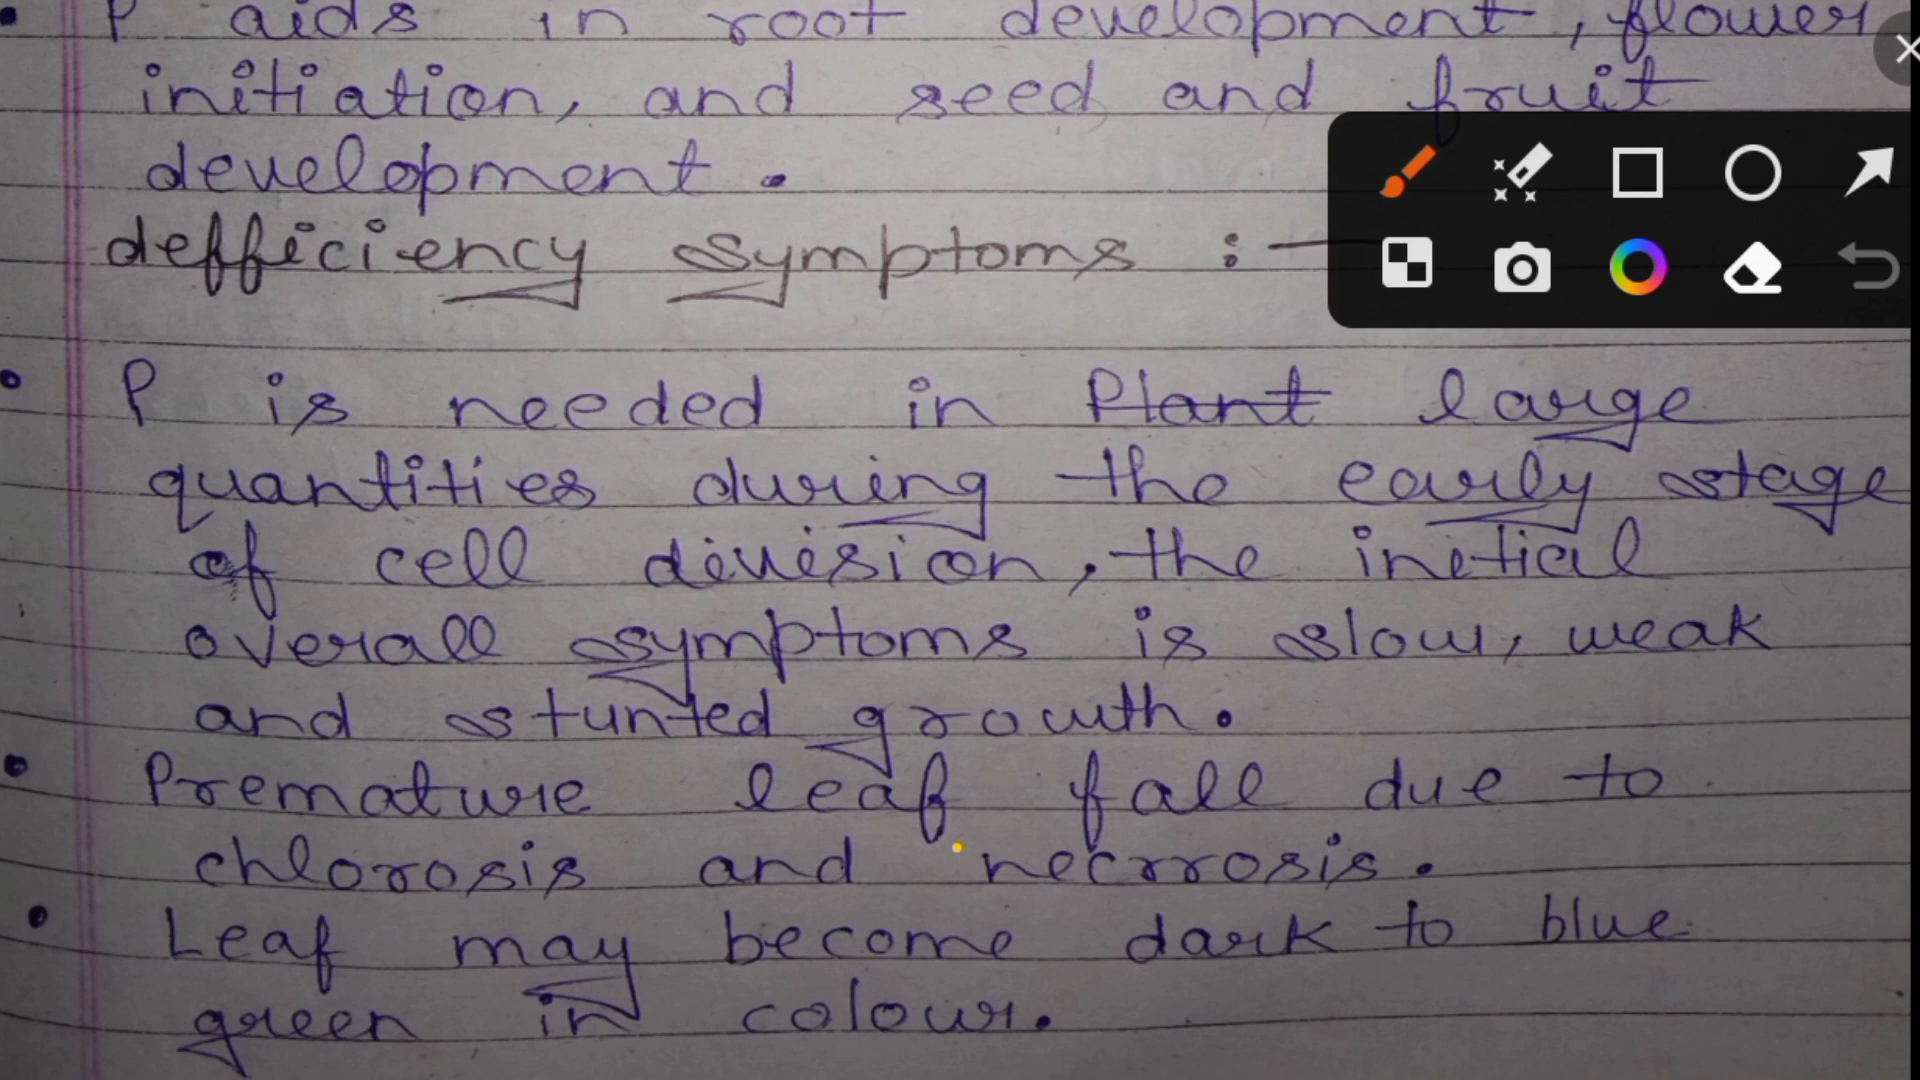 P aids in root development, flower
initiation, and seed and fruit
development.
defficiency symptoms :-
P is needed in Plant large
quantities during the early stage
of cell division, the initial
overall symptoms is slow, weak
and stunted growth.
Premature leaf fall due to
chlorosis and necrrosis.
Leaf may become dark to blue
green in colour.